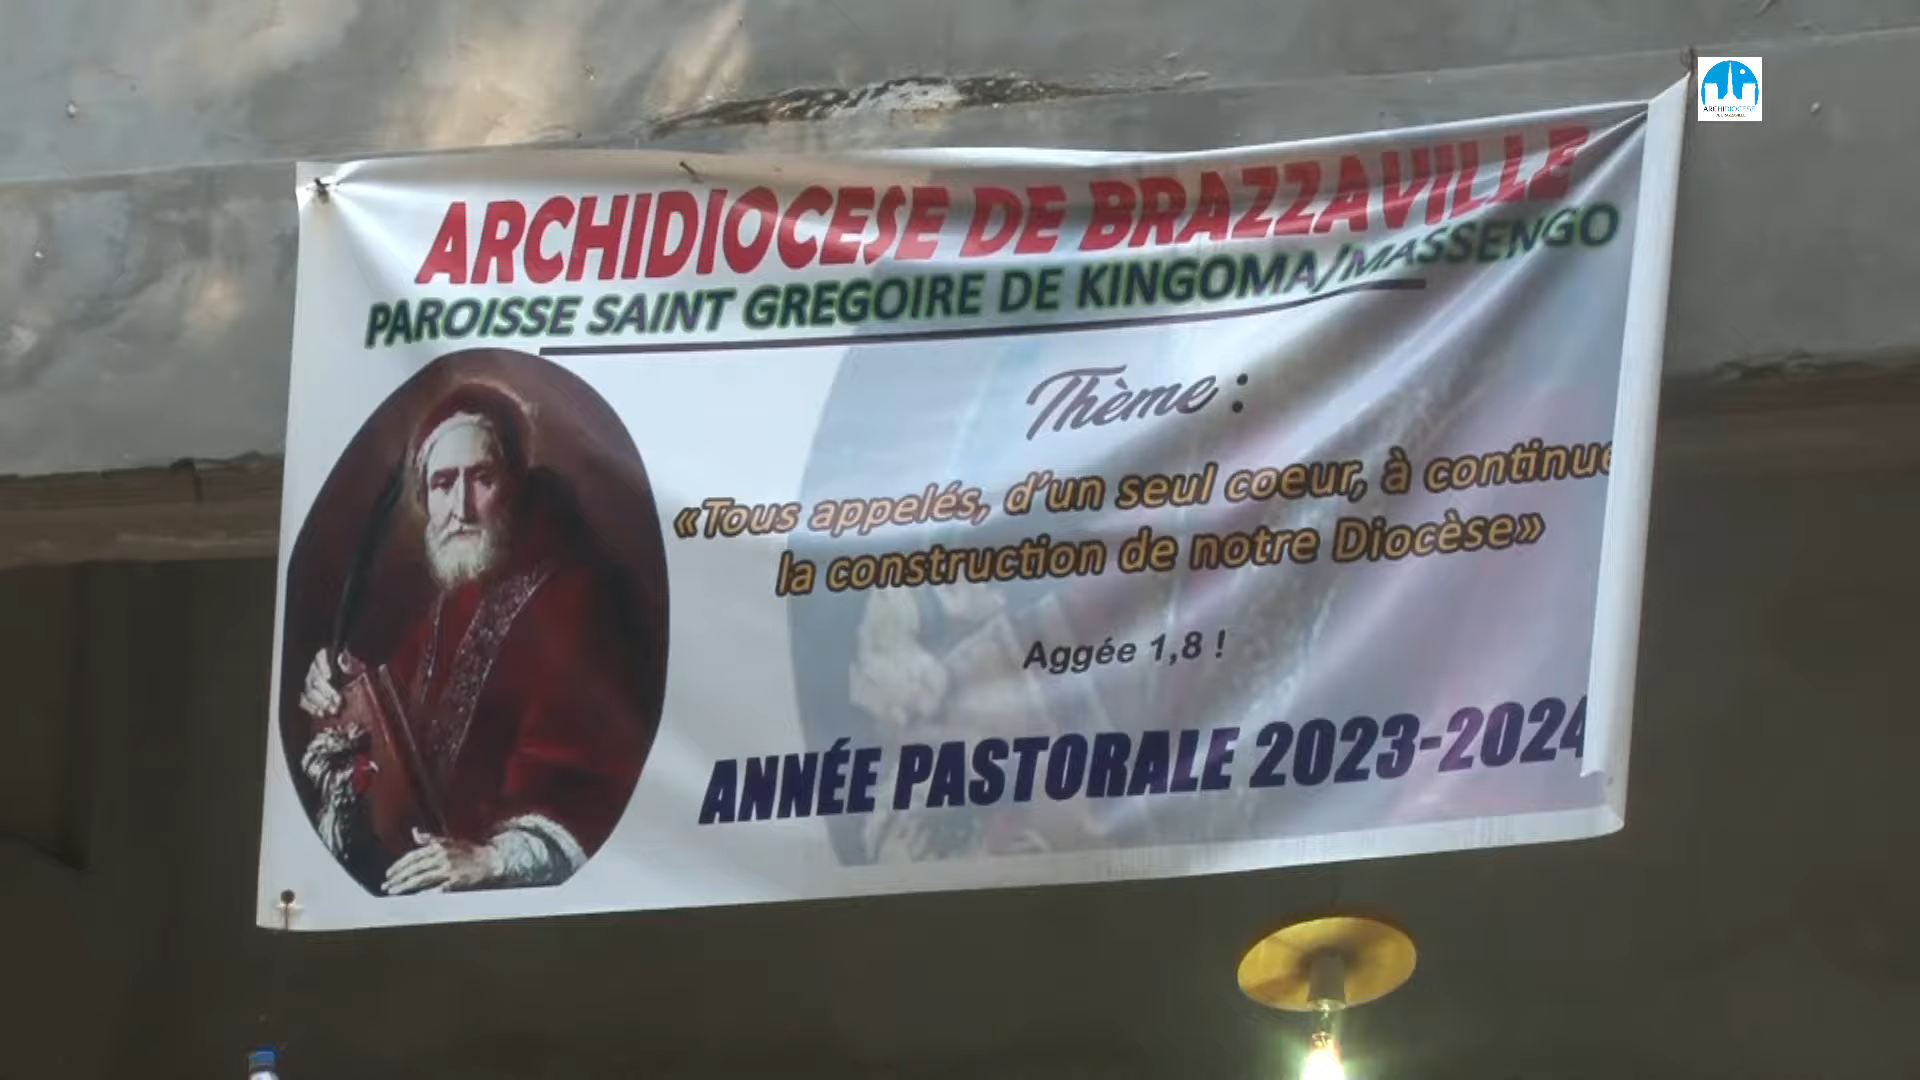 ARCHIDIOCESE DE BRAZZAVILLE
PAROISSE SAINT GREGOIRE DE KINGOMA/MASSENGO
Thème :
«Tous appelés, d'un seul coeur, à continue
la construction de notre Diocèse»
Aggée 1,8 !
ANNÉE PASTORALE 2023-2024
ARCHIDIOCESE